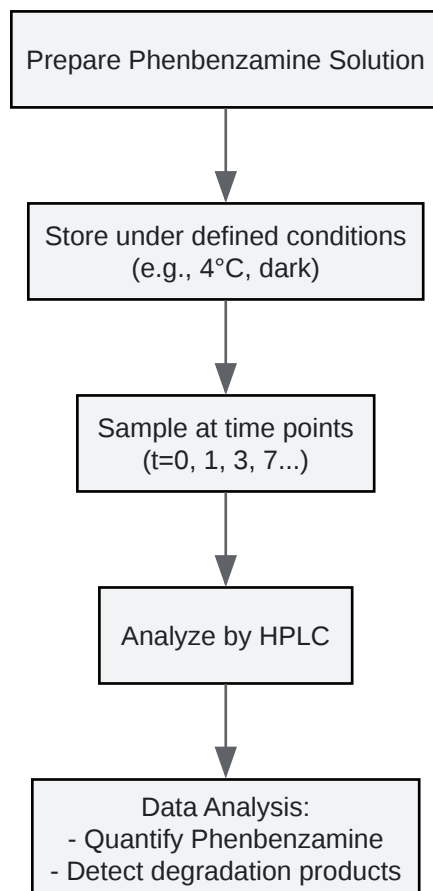 Prepare Phenbenzamine Solution
Store under defined conditions
(e.g., 4°C, dark)
Sample at time points
(t=0, 1, 3, 7...)
Analyze by HPLC
Data Analysis:
- Quantify Phenbenzamine
- Detect degradation products